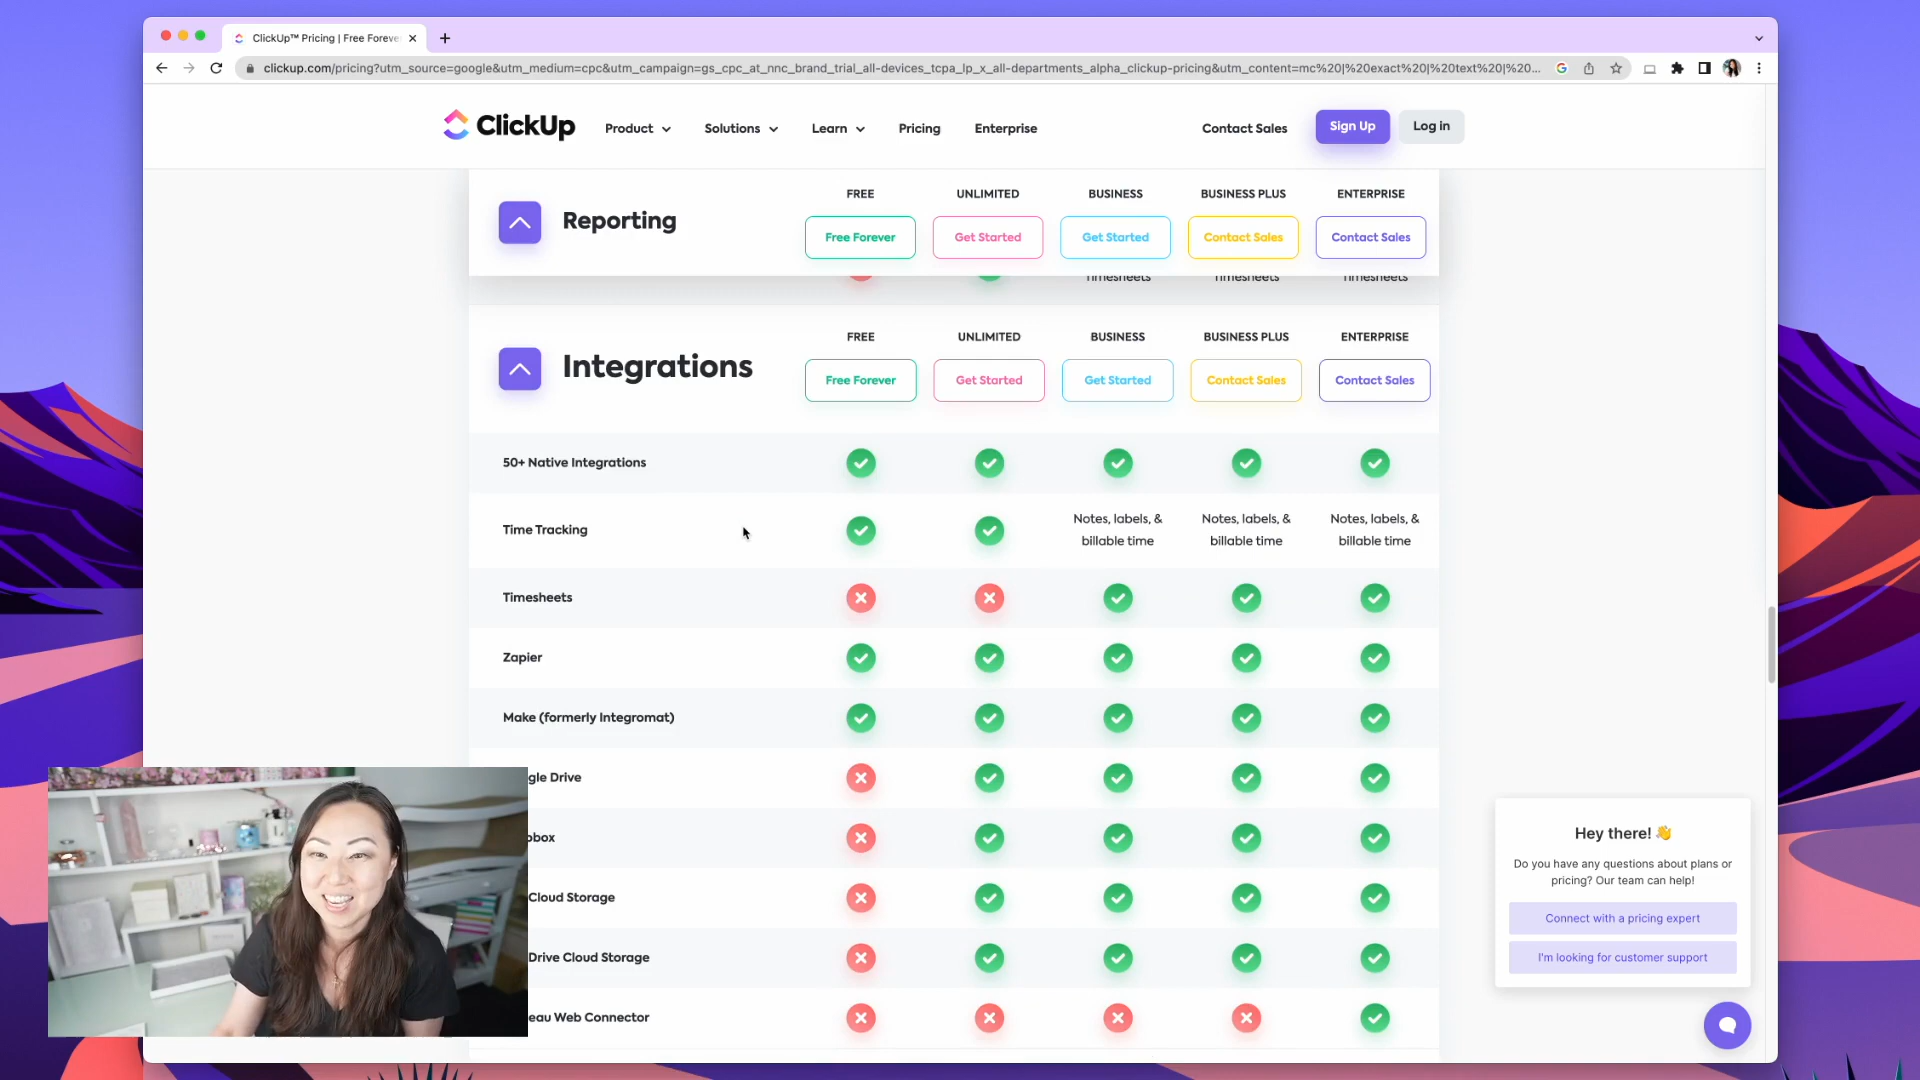 ClickUp™ Pricing | Free Foreve
clickup.com/pricing?utm_source=google&utm_medium=cpc&utm_campaign=gs_cpc_at_nnc_brand_trial_all-devices_tcpa_lp_x_all-departments_alpha_clickup-pricing&utm_content=mc%20|%20exact%20|%20text%20|%20...
ClickUp Product Solutions Learn Pricing Enterprise Contact Sales Sign Up Log in
FREE UNLIMITED BUSINESS BUSINESS PLUS ENTERPRISE
Reporting
Free Forever Get Started Get Started Contact Sales Contact Sales
Timesheets Timesheets Timesheets
FREE UNLIMITED BUSINESS BUSINESS PLUS ENTERPRISE
Integrations
Free Forever Get Started Get Started Contact Sales Contact Sales
50+ Native Integrations
Time Tracking
Notes, labels, & Notes, labels, & Notes, labels, &
billable time billable time billable time
Timesheets
Zapier
Make (formerly Integromat)
gle Drive
box
Cloud Storage
Drive Cloud Storage
eau Web Connector
Hey there! 👋
Do you have any questions about plans or
pricing? Our team can help!
Connect with a pricing expert
I'm looking for customer support